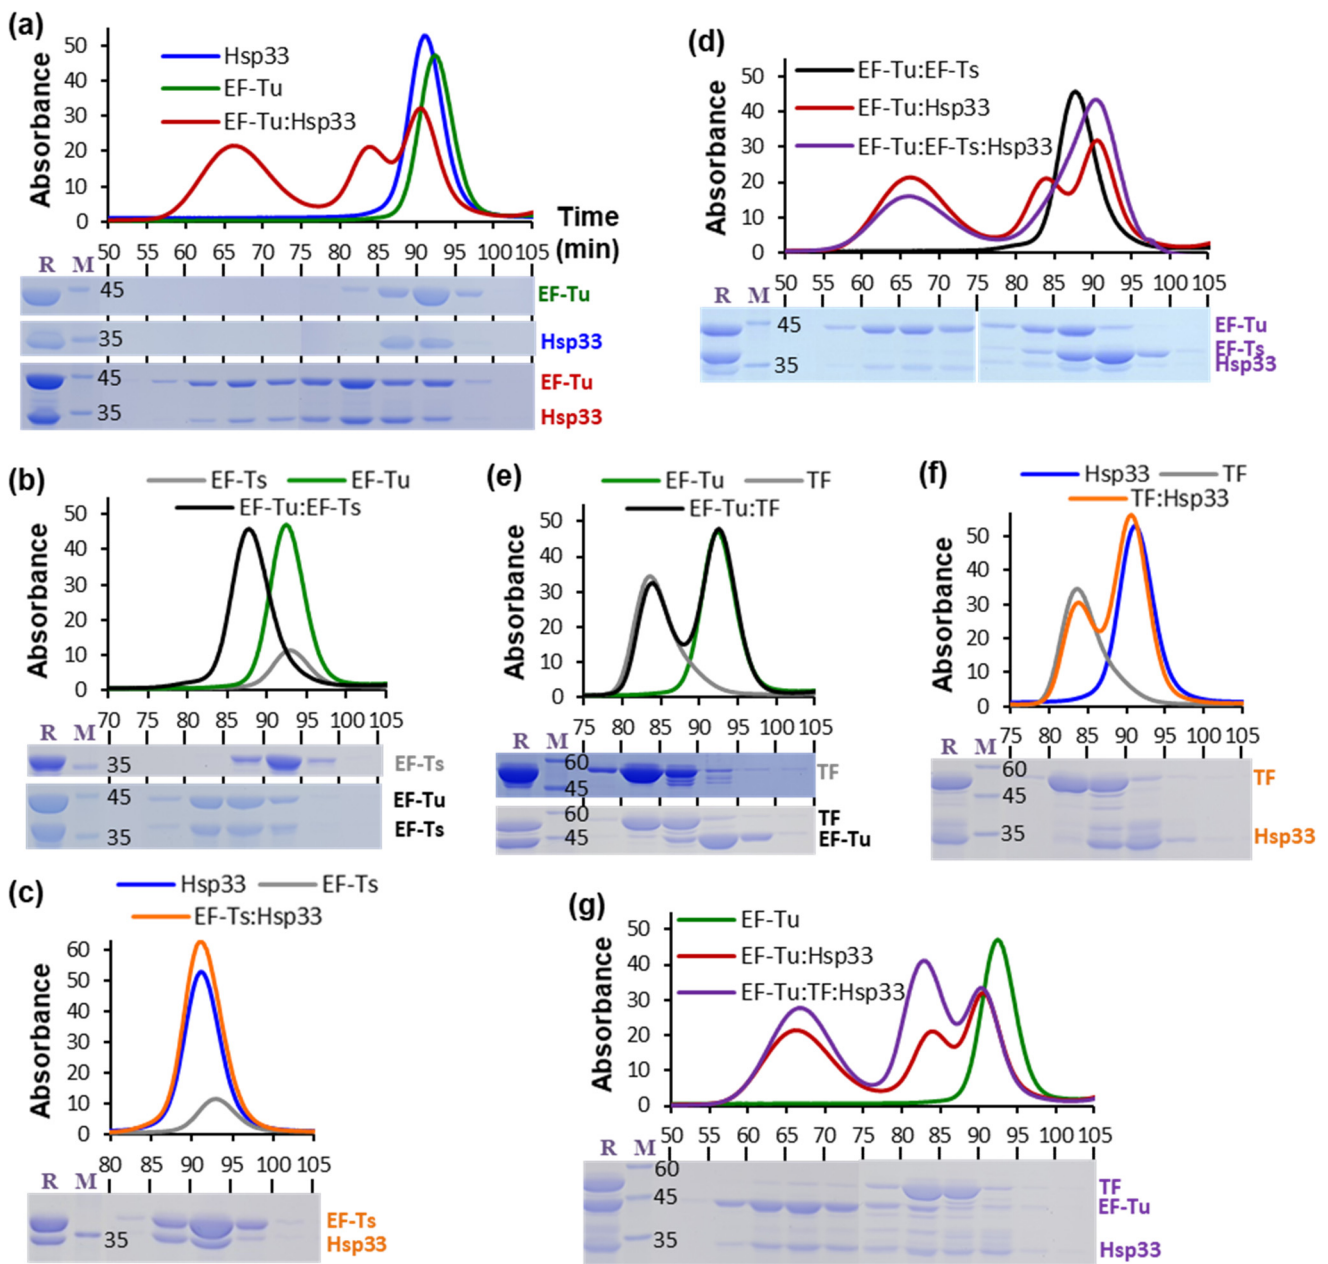 (a)
Absorbance
50
40
30
20
10
0
Hsp33
EF-Tu
EF-Tu:Hsp33
50 55 60 65 70 75 80 85 90 95 100 105
Time
(min)
R M
45 EF-Tu
35 Hsp33
45 EF-Tu
35 Hsp33
(d)
Absorbance
50
40
30
20
10
0
EF-Tu:EF-Ts
EF-Tu:Hsp33
EF-Tu:EF-Ts:Hsp33
50 55 60 65 70 75 80 85 90 95 100 105
R M
45 EF-Tu
EF-Ts
35 Hsp33
(b)
EF-Ts EF-Tu
EF-Tu:EF-Ts
Absorbance
50
40
30
20
10
0
70 75 80 85 90 95 100 105
R M
35 EF-Ts
45 EF-Tu
35 EF-Ts
(e)
EF-Tu TF
EF-Tu:TF
Absorbance
50
40
30
20
10
0
75 80 85 90 95 100 105
R M
60
TF
45
60 TF
45 EF-Tu
(f)
Hsp33 TF
TF:Hsp33
Absorbance
50
40
30
20
10
0
75 80 85 90 95 100 105
R M
60 TF
45
35 Hsp33
(c)
Hsp33 EF-Ts
EF-Ts:Hsp33
Absorbance
60
50
40
30
20
10
0
80 85 90 95 100 105
R M
EF-Ts
35 Hsp33
(g)
Absorbance
50
40
30
20
10
0
EF-Tu
EF-Tu:Hsp33
EF-Tu:TF:Hsp33
50 55 60 65 70 75 80 85 90 95 100 105
R M
60
TF
45 EF-Tu
35 Hsp33